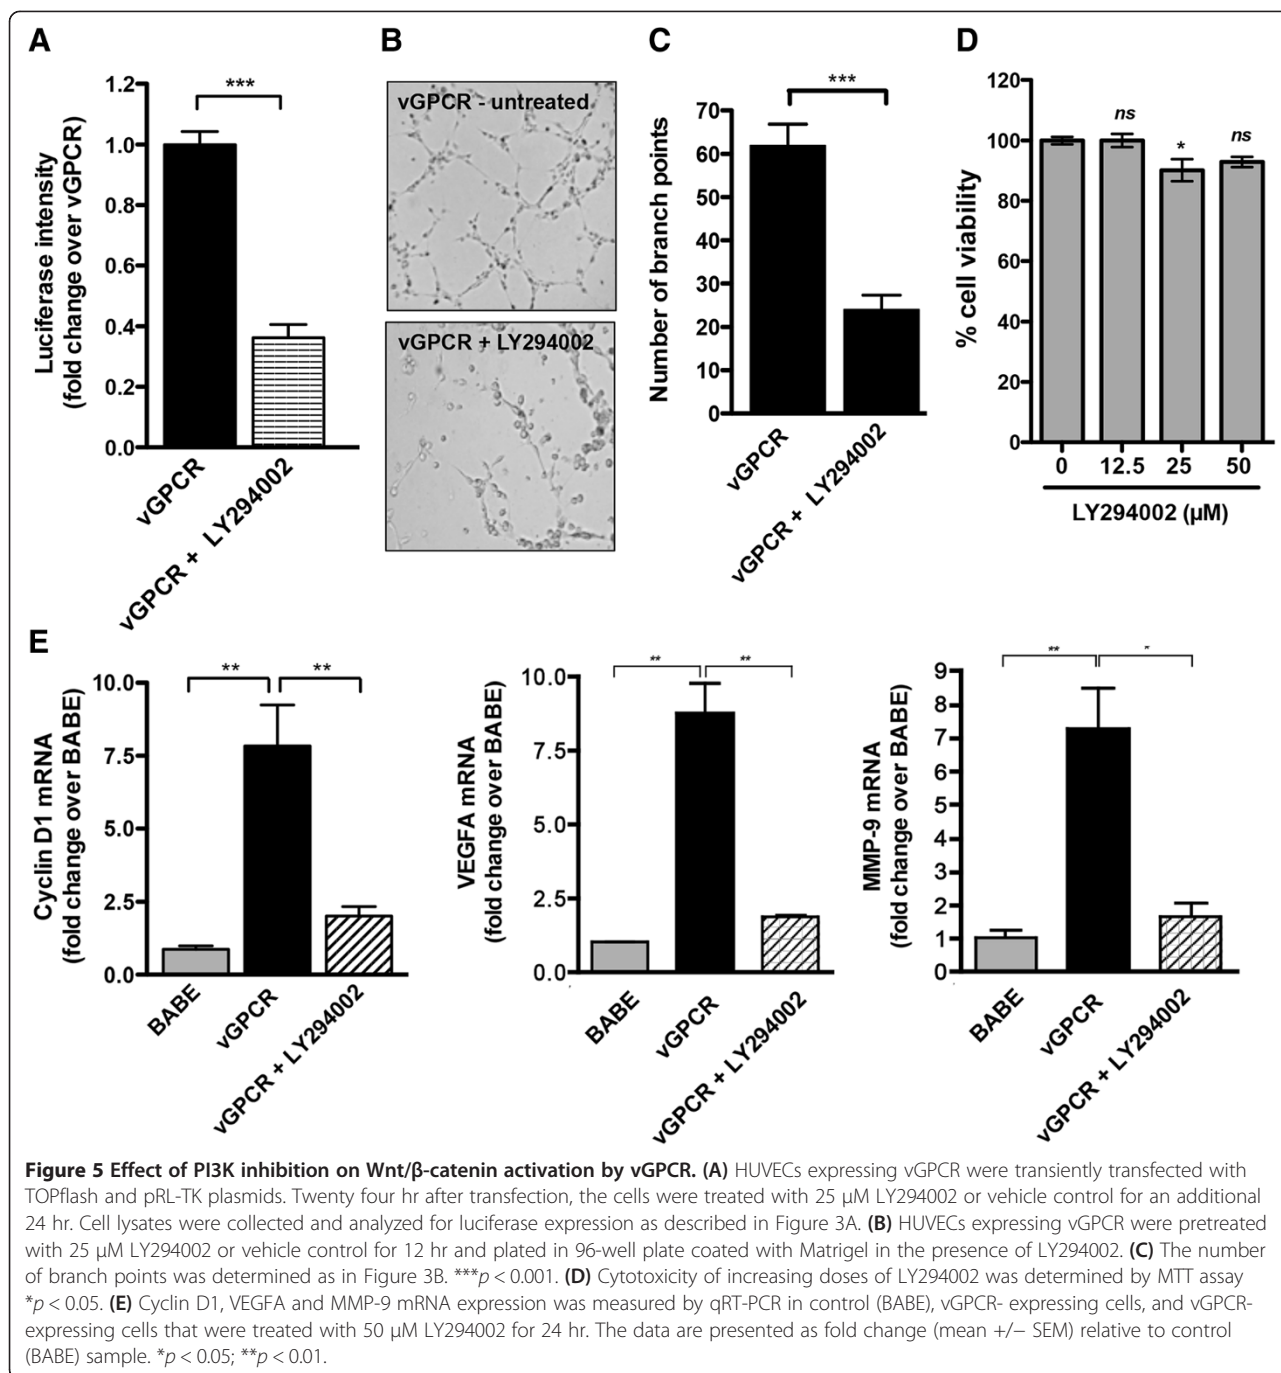 A
Luciferase intensity
(fold change over vGPCR)
1.2
1.0
0.8
0.6
0.4
0.2
0.0
***
vGPCR
vGPCR + LY294002
B
vGPCR - untreated
vGPCR + LY294002
C
Number of branch points
70
60
50
40
30
20
10
0
***
vGPCR
vGPCR + LY294002
D
% cell viability
120
100
80
60
40
20
0
ns
*
ns
0 12.5 25 50
LY294002 (µM)
E
Cyclin D1 mRNA
(fold change over BABE)
10.0
7.5
5.0
2.5
0.0
** **
BABE
vGPCR
vGPCR + LY294002
VEGFA mRNA
(fold change over BABE)
10.0
7.5
5.0
2.5
0.0
** **
BABE
vGPCR
vGPCR + LY294002
MMP-9 mRNA
(fold change over BABE)
9
8
7
6
5
4
3
2
1
0
** *
BABE
vGPCR
vGPCR + LY294002
Figure 5 Effect of PI3K inhibition on Wnt/β-catenin activation by vGPCR. (A) HUVECs expressing vGPCR were transiently transfected with
TOPflash and pRL-TK plasmids. Twenty four hr after transfection, the cells were treated with 25 µM LY294002 or vehicle control for an additional
24 hr. Cell lysates were collected and analyzed for luciferase expression as described in Figure 3A. (B) HUVECs expressing vGPCR were pretreated
with 25 µM LY294002 or vehicle control for 12 hr and plated in 96-well plate coated with Matrigel in the presence of LY294002. (C) The number
of branch points was determined as in Figure 3B. ***p < 0.001. (D) Cytotoxicity of increasing doses of LY294002 was determined by MTT assay
*p < 0.05. (E) Cyclin D1, VEGFA and MMP-9 mRNA expression was measured by qRT-PCR in control (BABE), vGPCR- expressing cells, and vGPCR-
expressing cells that were treated with 50 µM LY294002 for 24 hr. The data are presented as fold change (mean +/− SEM) relative to control
(BABE) sample. *p < 0.05; **p < 0.01.